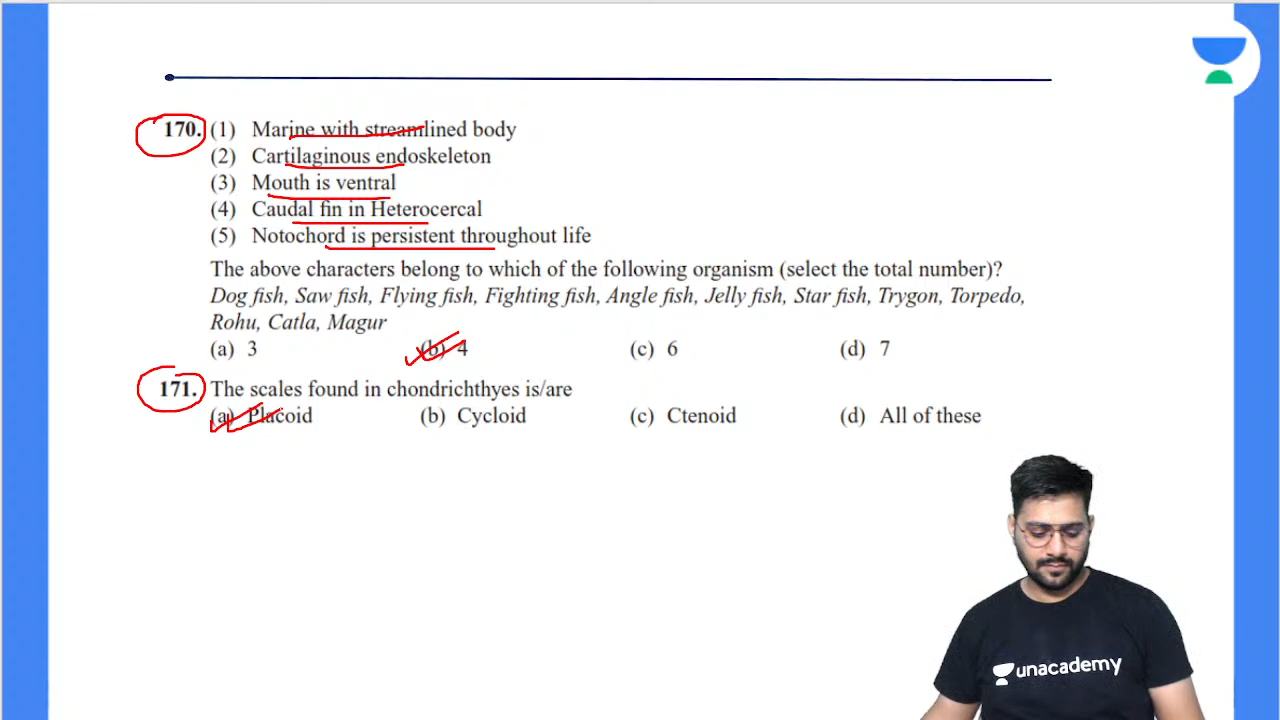 170. (1) Marine with streamlined body
(2) Cartilaginous endoskeleton
(3) Mouth is ventral
(4) Caudal fin in Heterocercal
(5) Notochord is persistent throughout life
The above characters belong to which of the following organism (select the total number)?
Dog fish, Saw fish, Flying fish, Fighting fish, Angle fish, Jelly fish, Star fish, Trygon, Torpedo,
Rohu, Catla, Magur
(a) 3 (b) 4 (c) 6 (d) 7
171. The scales found in chondrichthyes is/are
(a) Placoid (b) Cycloid (c) Ctenoid (d) All of these
unacademy